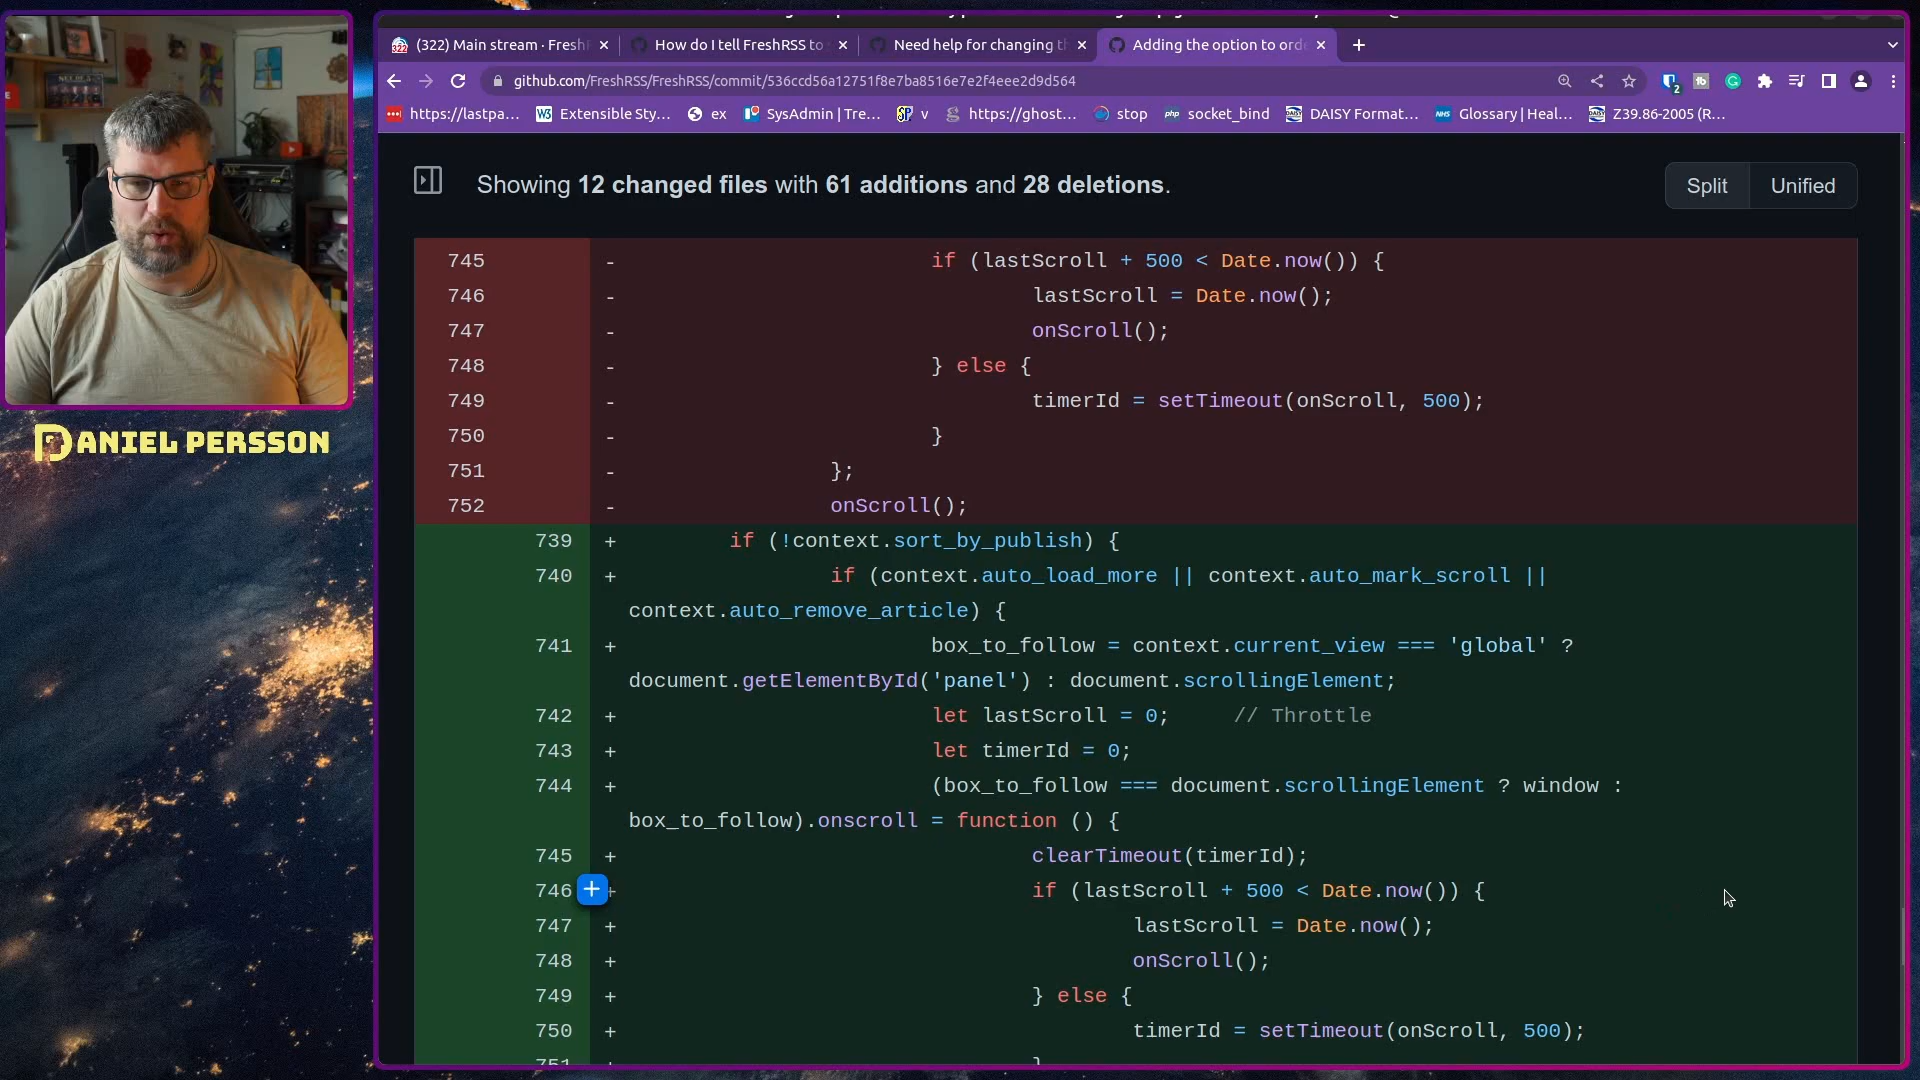 (322) Main stream · Fresh
How do I tell FreshRSS to
Need help for changing t
Adding the option to ord
github.com/FreshRSS/FreshRSS/commit/536ccd56a12751f8e7ba8516e7e2f4eee2d9d564
https://lastpa...
Extensible Sty...
ex
SysAdmin | Tre...
v
https://ghost...
stop
socket_bind
DAISY Format...
Glossary | Heal...
Z39.86-2005 (R...
Showing 12 changed files with 61 additions and 28 deletions.
Split
Unified
745 - if (lastScroll + 500 < Date.now()) {
746 - lastScroll = Date.now();
747 - onScroll();
748 - } else {
749 - timerId = setTimeout(onScroll, 500);
750 - }
751 - };
752 - onScroll();
739 + if (!context.sort_by_publish) {
740 + if (context.auto_load_more || context.auto_mark_scroll ||
context.auto_remove_article) {
741 + box_to_follow = context.current_view === 'global' ?
document.getElementById('panel') : document.scrollingElement;
742 + let lastScroll = 0; // Throttle
743 + let timerId = 0;
744 + (box_to_follow === document.scrollingElement ? window :
box_to_follow).onscroll = function () {
745 + clearTimeout(timerId);
746 + if (lastScroll + 500 < Date.now()) {
747 + lastScroll = Date.now();
748 + onScroll();
749 + } else {
750 + timerId = setTimeout(onScroll, 500);
751 + }
DANIEL PERSSON